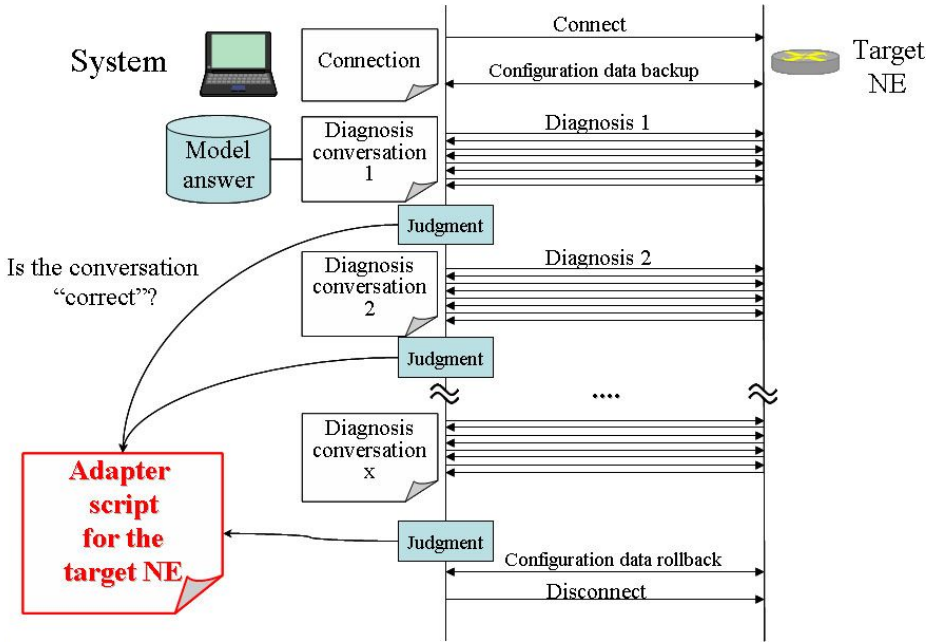 Connect
System
Connection
Target
NE
Configuration data backup
Model
answer
Diagnosis
conversation
1
Diagnosis 1
Judgment
Is the conversation
“correct”?
Diagnosis
conversation
2
Diagnosis 2
Judgment
....
Diagnosis
conversation
x
Adapter
script
for the
target NE
Judgment
Configuration data rollback
Disconnect